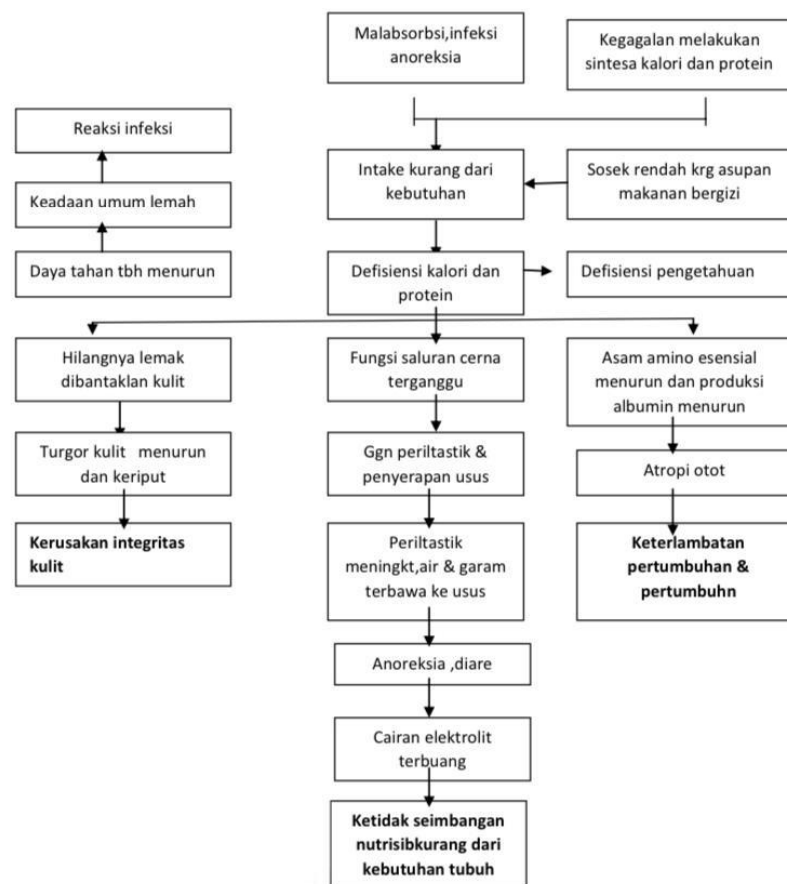 Malabsorbsi,infeksi
anoreksia
Kegagalan melakukan
sintesa kalori dan protein
Reaksi infeksi
Intake kurang dari
kebutuhan
Sosek rendah krg asupan
makanan bergizi
Keadaan umum lemah
Daya tahan tbh menurun
Defisiensi kalori dan
protein
Defisiensi pengetahuan
Hilangnya lemak
dibantaklan kulit
Fungsi saluran cerna
terganggu
Asam amino esensial
menurun dan produksi
albumin menurun
Turgor kulit menurun
dan keriput
Ggn periltastik &
penyerapan usus
Atropi otot
Kerusakan integritas
kulit
Periltastik
meningkt,air & garam
terbawa ke usus
Keterlambatan
pertumbuhan &
pertumbuhn
Anoreksia ,diare
Cairan elektrolit
terbuang
Ketidak seimbangan
nutrisibkurang dari
kebutuhan tubuh